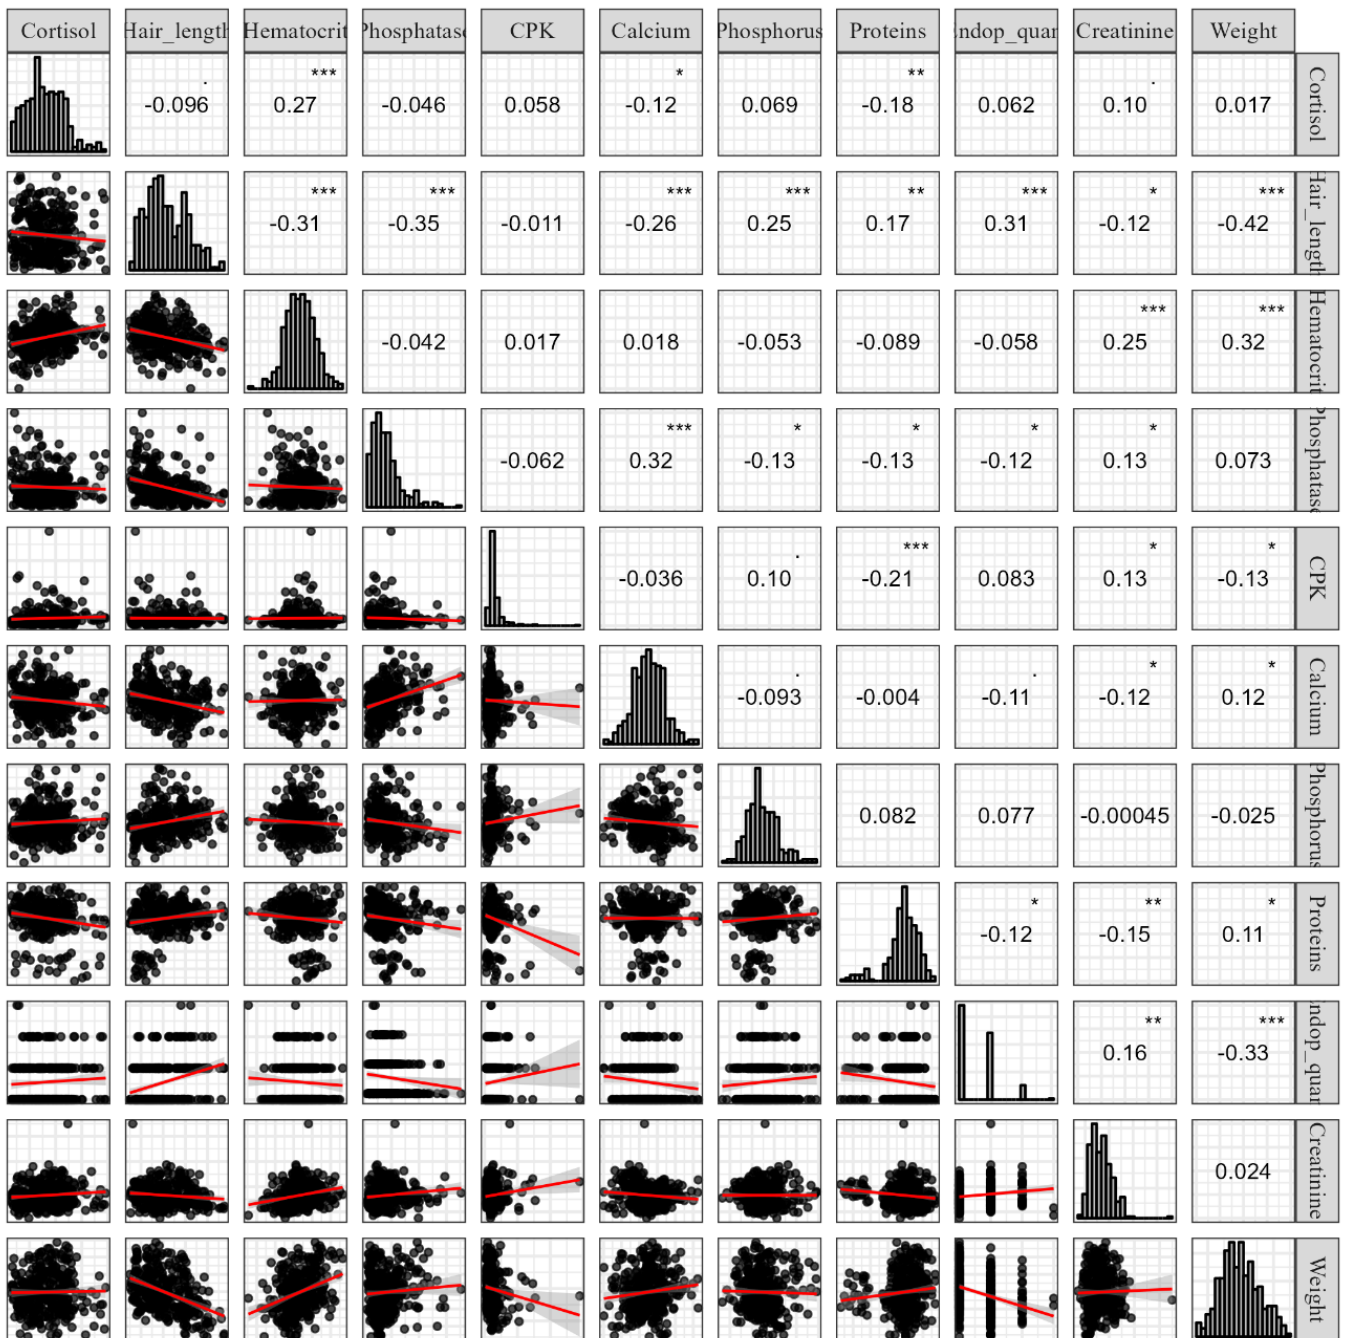 Cortisol Hair_length Hematocrit Phosphatase CPK Calcium Phosphorus Proteins Endop_quan Creatinine Weight
. *** * ** .
-0.096 0.27 -0.046 0.058 -0.12 0.069 -0.18 0.062 0.10 0.017 Cortisol
*** *** *** *** ** *** * ***
-0.31 -0.35 -0.011 -0.26 0.25 0.17 0.31 -0.12 -0.42 Hair_length
*** ***
-0.042 0.017 0.018 -0.053 -0.089 -0.058 0.25 0.32 Hematocrit
*** * * * *
-0.062 0.32 -0.13 -0.13 -0.12 0.13 0.073 Phosphatase
. *** * *
-0.036 0.10 -0.21 0.083 0.13 -0.13 CPK
. . * *
-0.093 -0.004 -0.11 -0.12 0.12 Calcium
0.082 0.077 -0.00045 -0.025 Phosphorus
* ** *
-0.12 -0.15 0.11 Proteins
** ***
0.16 -0.33 ndop_quan
0.024 Creatinine
Weight